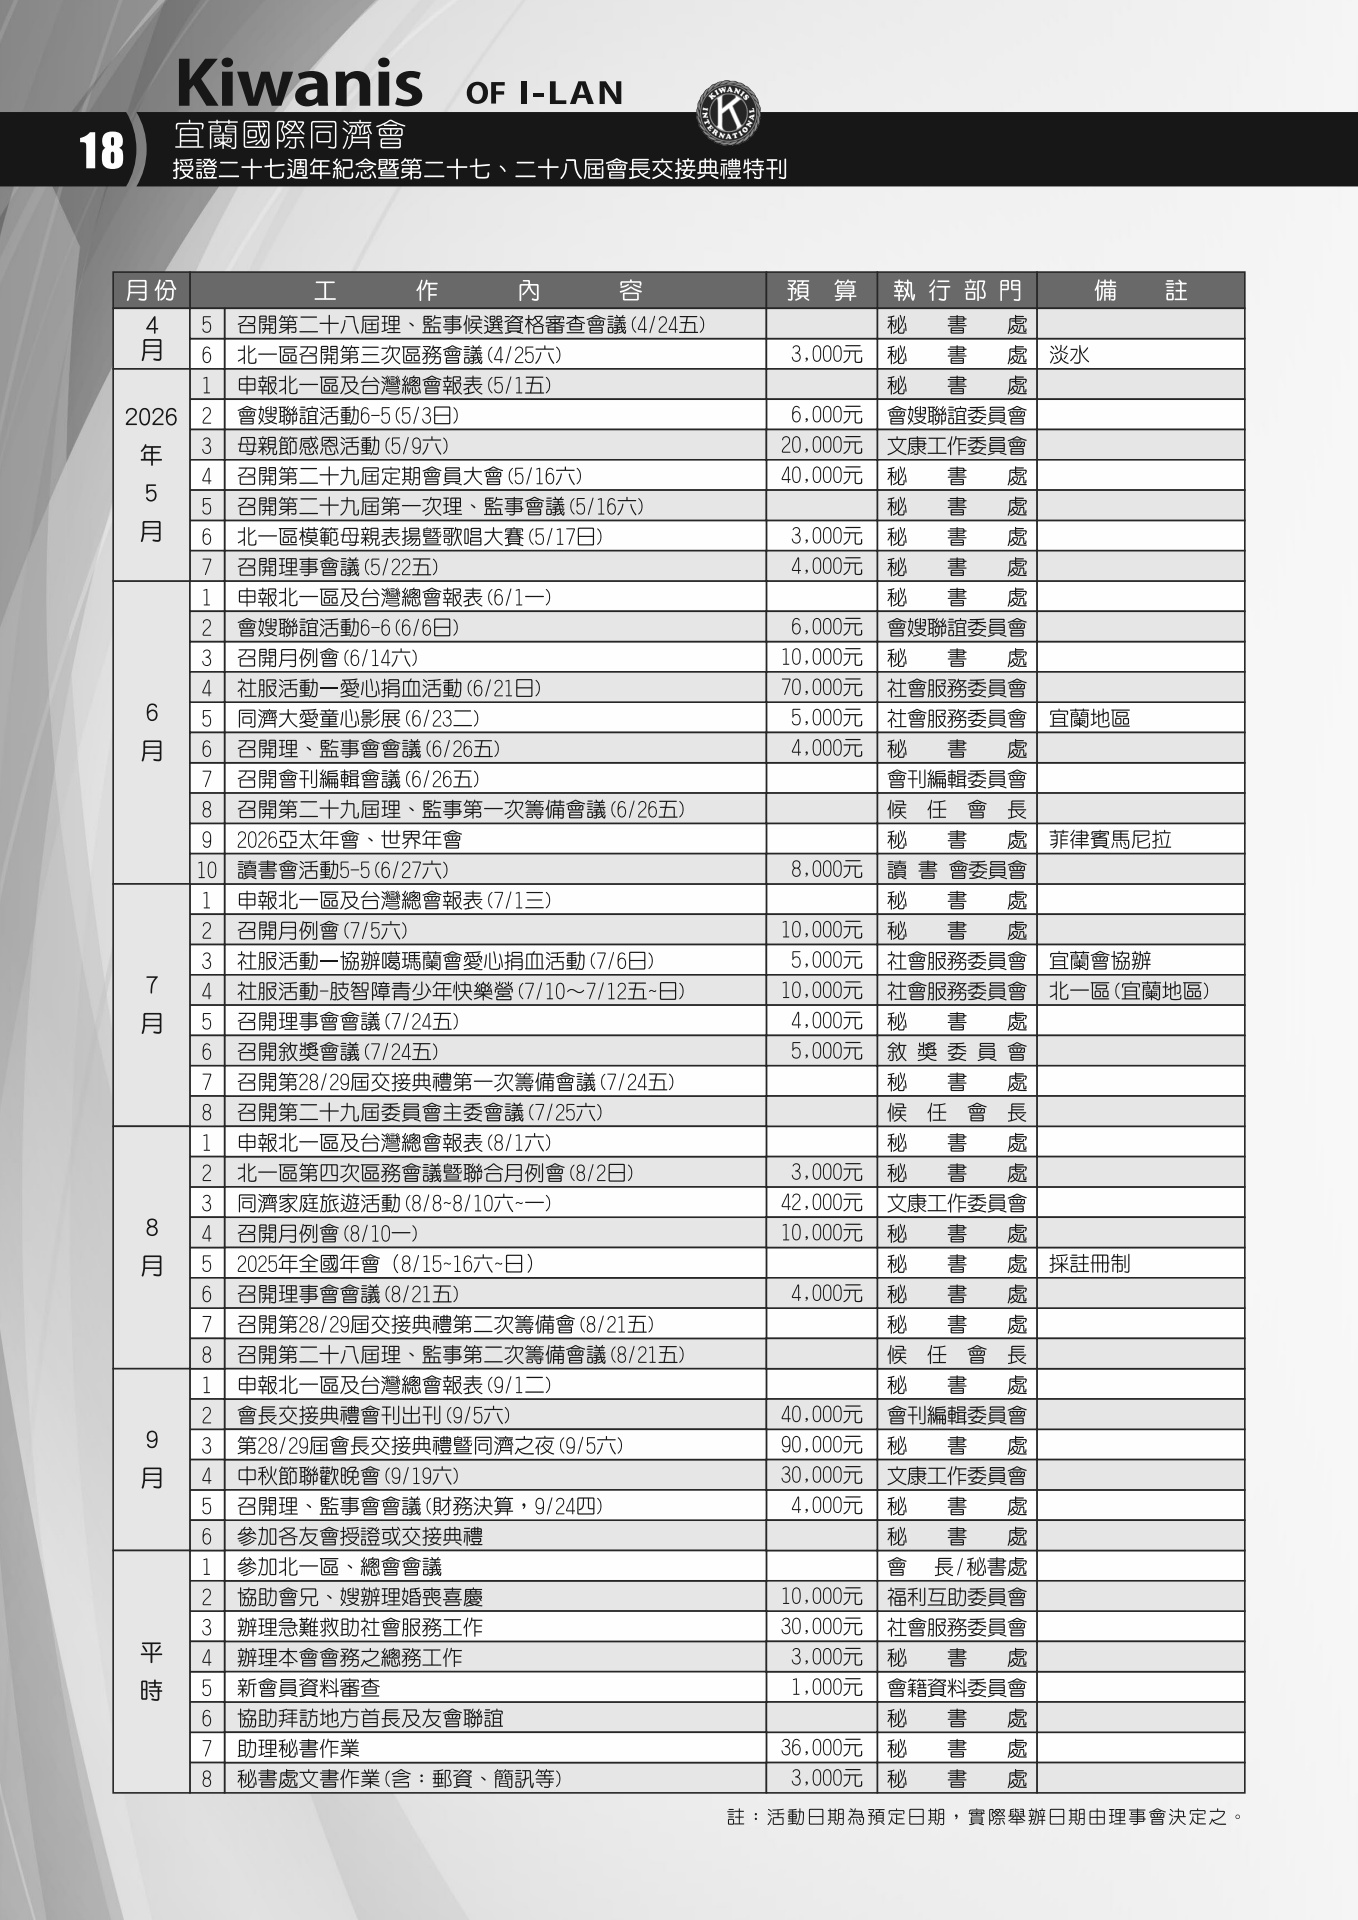 Kiwanis OF I-LAN
KIWANIS INTERNATIONAL
K
18
宜蘭國際同濟會
授證二十七週年紀念暨第二十七、二十八屆會長交接典禮特刊
月份 工作內容 預算 執行部門 備註
4月
5 召開第二十八屆理、監事候選資格審查會議(4/24五) 秘書處
6 北一區召開第三次區務會議(4/25六) 3,000元 秘書處 淡水
2026年5月
1 申報北一區及台灣總會報表(5/1五) 秘書處
2 會嫂聯誼活動6-5(5/3日) 6,000元 會嫂聯誼委員會
3 母親節感恩活動(5/9六) 20,000元 文康工作委員會
4 召開第二十九屆定期會員大會(5/16六) 40,000元 秘書處
5 召開第二十九屆第一次理、監事會議(5/16六) 秘書處
6 北一區模範母親表揚暨歌唱大賽(5/17日) 3,000元 秘書處
7 召開理事會議(5/22五) 4,000元 秘書處
6月
1 申報北一區及台灣總會報表(6/1一) 秘書處
2 會嫂聯誼活動6-6(6/6日) 6,000元 會嫂聯誼委員會
3 召開月例會(6/14六) 10,000元 秘書處
4 社服活動—愛心捐血活動(6/21日) 70,000元 社會服務委員會
5 同濟大愛童心影展(6/23二) 5,000元 社會服務委員會 宜蘭地區
6 召開理、監事會會議(6/26五) 4,000元 秘書處
7 召開會刊編輯會議(6/26五) 會刊編輯委員會
8 召開第二十九屆理、監事第一次籌備會議(6/26五) 候任會長
9 2026亞太年會、世界年會 秘書處 菲律賓馬尼拉
10 讀書會活動5-5(6/27六) 8,000元 讀書會委員會
7月
1 申報北一區及台灣總會報表(7/1三) 秘書處
2 召開月例會(7/5六) 10,000元 秘書處
3 社服活動—協辦噶瑪蘭會愛心捐血活動(7/6日) 5,000元 社會服務委員會 宜蘭會協辦
4 社服活動-肢智障青少年快樂營(7/10～7/12五~日) 10,000元 社會服務委員會 北一區(宜蘭地區)
5 召開理事會會議(7/24五) 4,000元 秘書處
6 召開敘獎會議(7/24五) 5,000元 敘獎委員會
7 召開第28/29屆交接典禮第一次籌備會議(7/24五) 秘書處
8 召開第二十九屆委員會主委會議(7/25六) 候任會長
8月
1 申報北一區及台灣總會報表(8/1六) 秘書處
2 北一區第四次區務會議暨聯合月例會(8/2日) 3,000元 秘書處
3 同濟家庭旅遊活動(8/8~8/10六~一) 42,000元 文康工作委員會
4 召開月例會(8/10一) 10,000元 秘書處
5 2025年全國年會（8/15~16六~日） 秘書處 採註冊制
6 召開理事會會議(8/21五) 4,000元 秘書處
7 召開第28/29屆交接典禮第二次籌備會(8/21五) 秘書處
8 召開第二十八屆理、監事第二次籌備會議(8/21五) 候任會長
9月
1 申報北一區及台灣總會報表(9/1二) 秘書處
2 會長交接典禮會刊出刊(9/5六) 40,000元 會刊編輯委員會
3 第28/29屆會長交接典禮暨同濟之夜(9/5六) 90,000元 秘書處
4 中秋節聯歡晚會(9/19六) 30,000元 文康工作委員會
5 召開理、監事會會議(財務決算，9/24四) 4,000元 秘書處
6 參加各友會授證或交接典禮 秘書處
平時
1 參加北一區、總會會議 會長/秘書處
2 協助會兄、嫂辦理婚喪喜慶 10,000元 福利互助委員會
3 辦理急難救助社會服務工作 30,000元 社會服務委員會
4 辦理本會會務之總務工作 3,000元 秘書處
5 新會員資料審查 1,000元 會籍資料委員會
6 協助拜訪地方首長及友會聯誼 秘書處
7 助理秘書作業 36,000元 秘書處
8 秘書處文書作業(含：郵資、簡訊等) 3,000元 秘書處
註：活動日期為預定日期，實際舉辦日期由理事會決定之。